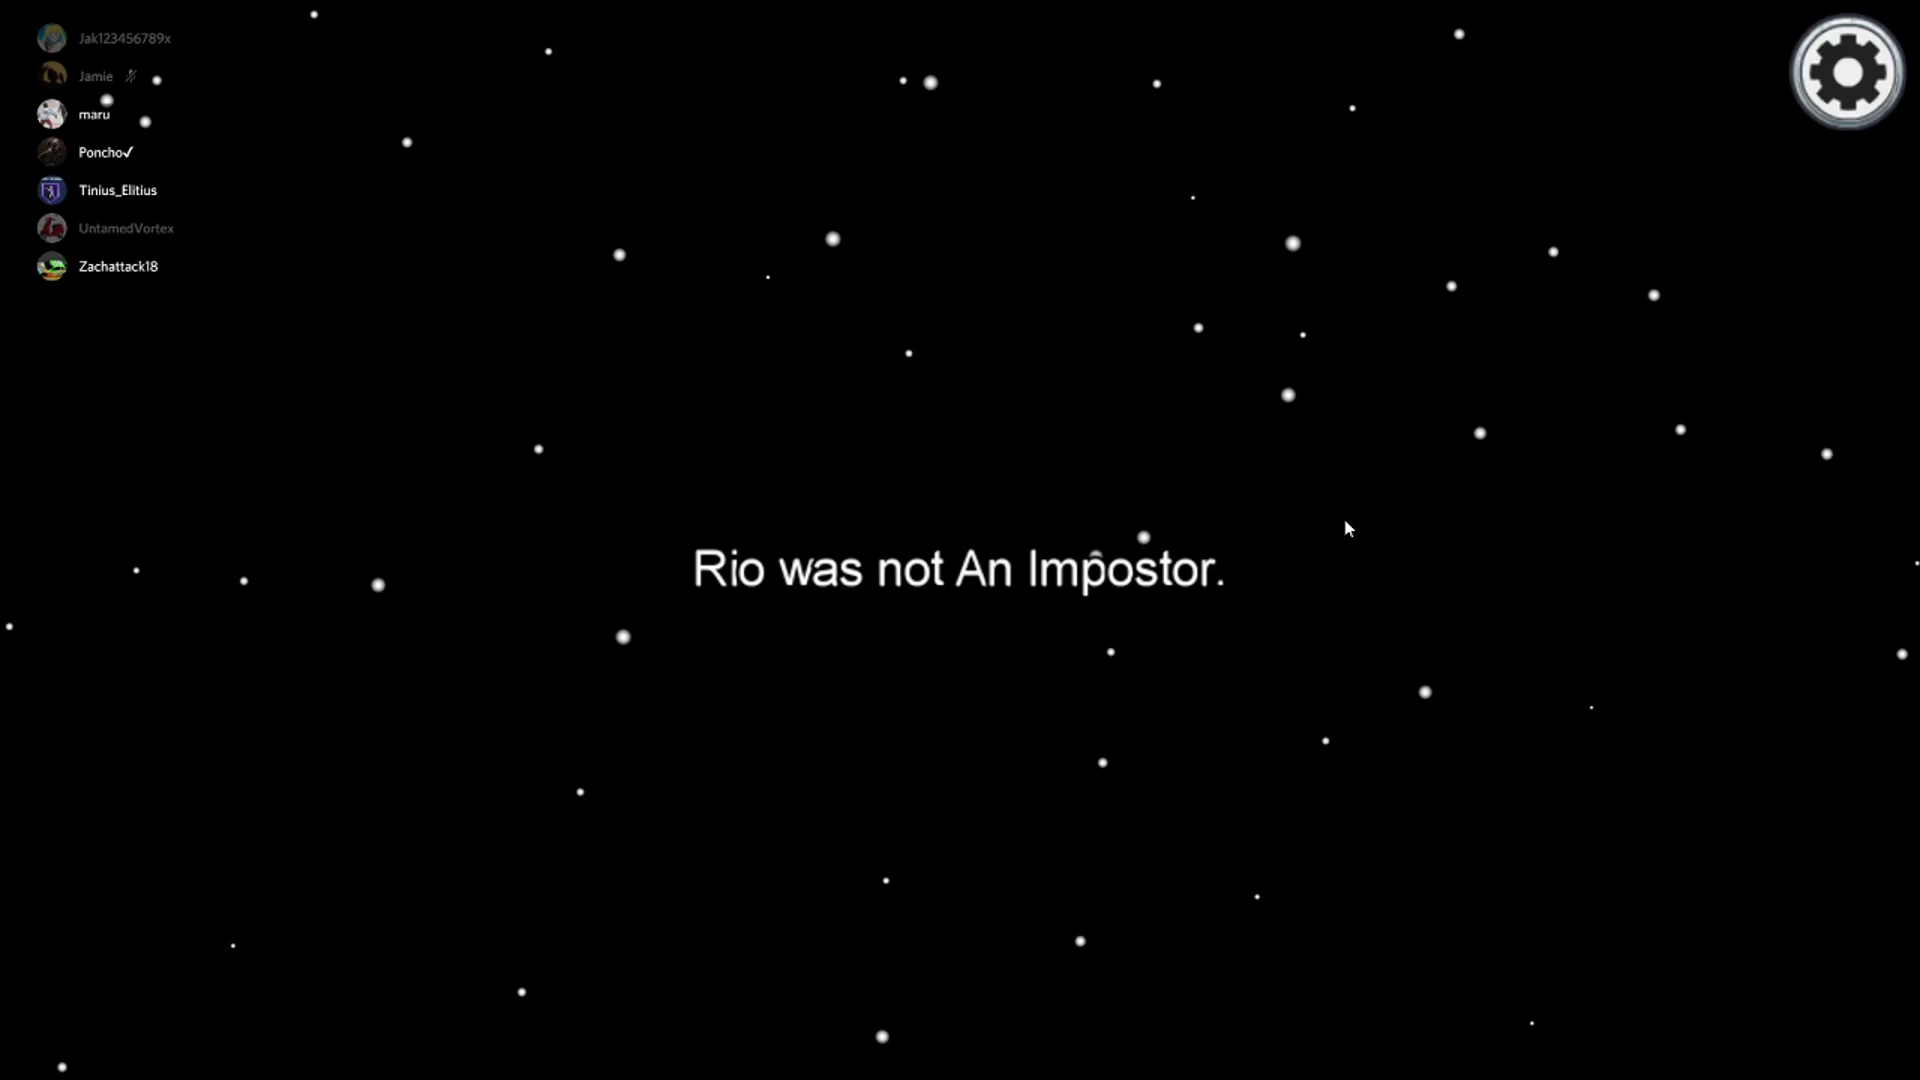 Jak123456789x
Jamie
maru
Poncho✓
Tinius_Elitius
UntamedVortex
Zachattack18
Rio was not An Impostor.